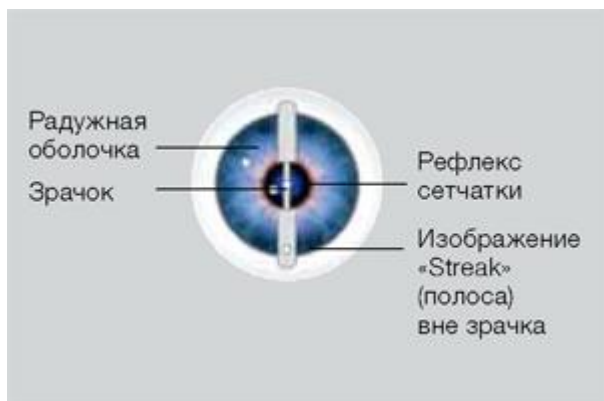 Радужная
оболочка
Зрачок
Рефлекс
сетчатки
Изображение
«Streak»
(полоса)
вне зрачка